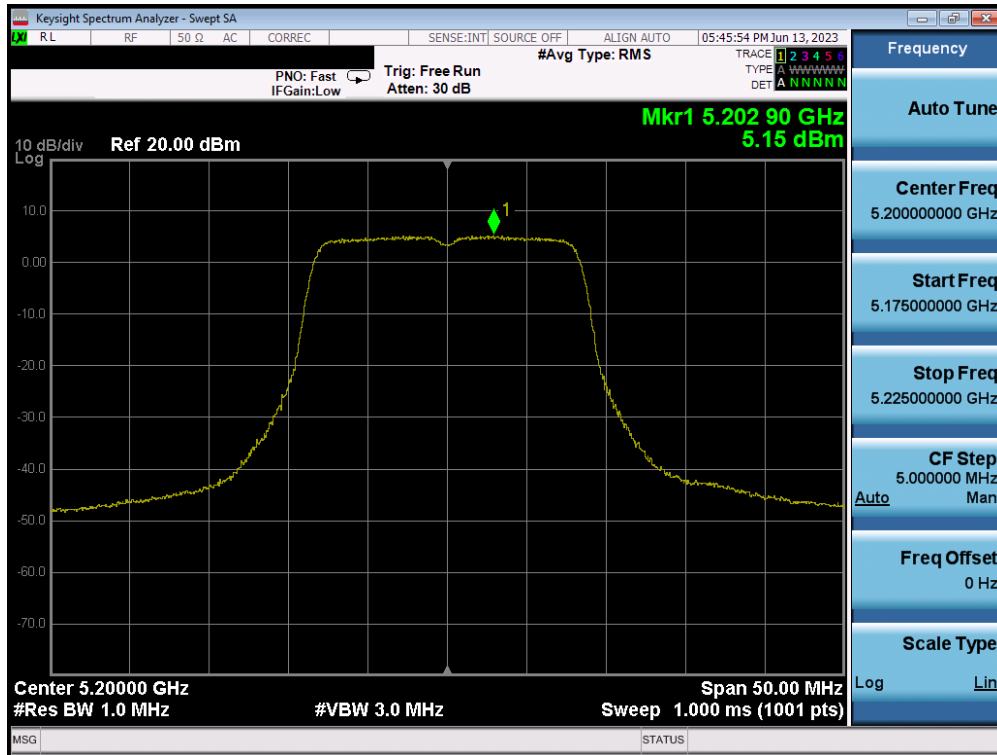 Keysight Spectrum Analyzer - Swept SA
LXI RL RF 50 Ω AC CORREC SENSE:INT SOURCE OFF ALIGN AUTO 05:45:54 PM Jun 13, 2023
#Avg Type: RMS
TRACE 1 2 3 4 5 6
PNO: Fast Trig: Free Run TYPE A WWWWW
IFGain:Low Atten: 30 dB DET A N N N N N
Mkr1 5.202 90 GHz
5.15 dBm
10 dB/div Ref 20.00 dBm
Log
1
10.0
0.00
-10.0
-20.0
-30.0
-40.0
-50.0
-60.0
-70.0
Center 5.20000 GHz Span 50.00 MHz
#Res BW 1.0 MHz #VBW 3.0 MHz Sweep 1.000 ms (1001 pts)
MSG STATUS
Frequency
Auto Tune
Center Freq
5.200000000 GHz
Start Freq
5.175000000 GHz
Stop Freq
5.225000000 GHz
CF Step
5.000000 MHz
Auto Man
Freq Offset
0 Hz
Scale Type
Log Lin